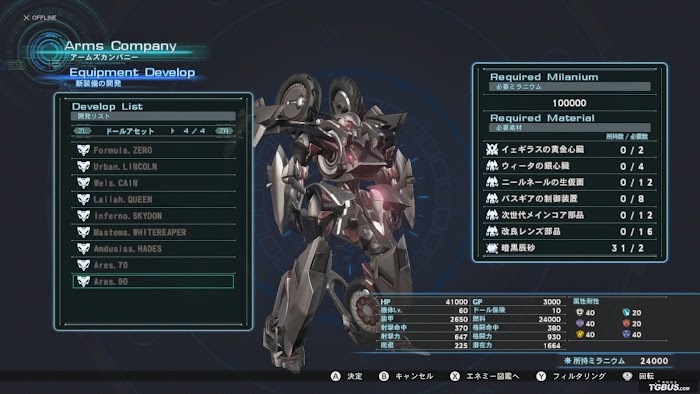 OFFLINE
Arms Company
アームズカンパニー
Equipment Develop
新装備の開発
Develop List
開発リスト
ZL ドールアセット 4/4 ZR
Formula.ZERO
Urban.LINCOLN
Wels.CAIN
Lailah.QUEEN
Inferno.SKYDON
Mastema.WHITEREAPER
Amdusias.HADES
Ares.70
Ares.90
Required Milanium
必要ミラニウム
100000
Required Material
必要素材
所持数/必要数
イェギラスの黄金心臓 0/2
ウィータの銀心臓 0/4
ニールネールの生仮面 0/12
バスギアの制御装置 0/8
次世代メインコア部品 0/12
改良レンズ部品 0/16
暗黒辰砂 31/2
HP 41000 GP 3000 属性耐性
機体Lv. 60 ドール保険 10 40 20
装甲 2650 燃料 24000 40 20
射撃命中 370 格闘命中 380 40 40
射撃力 647 格闘力 930
回避 225 潜在力 1664
所持ミラニウム 24000
A 決定 B キャンセル X エネミー図鑑へ Y フィルタリング R 回転
TGBUS.COM